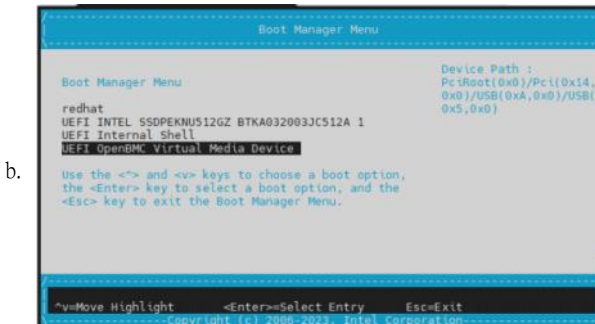 Boot Manager Menu
Boot Manager Menu
Device Path :
PciRoot(0x0)/Pci(0x14,
0x0)/USB(0xA,0x0)/USB(
0x5,0x0)
redhat
UEFI INTEL SSDPEKNU512GZ BTKA032003JC512A 1
UEFI Internal Shell
UEFI OpenBMC Virtual Media Device
b.
Use the <^> and <v> keys to choose a boot option,
the <Enter> key to select a boot option, and the
<Esc> key to exit the Boot Manager Menu.
^v=Move Highlight <Enter>=Select Entry Esc=Exit
Copyright (c) 2006-2023, Intel Corporation